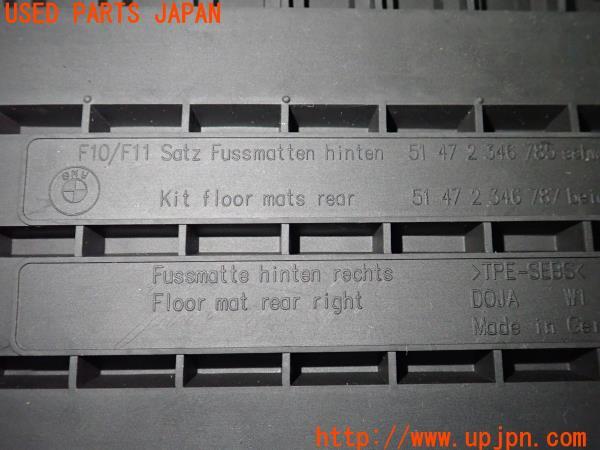 USED PARTS JAPAN
F10/F11 Satz Fussmatten hinten 51 47 2 346 785
BMW
Kit floor mats rear 51 47 2 346 787
Fussmatte hinten rechts >TPE-SEBS<
Floor mat rear right DOJA W1
Made in Ger
UPJ
http://www.upjpn.com/